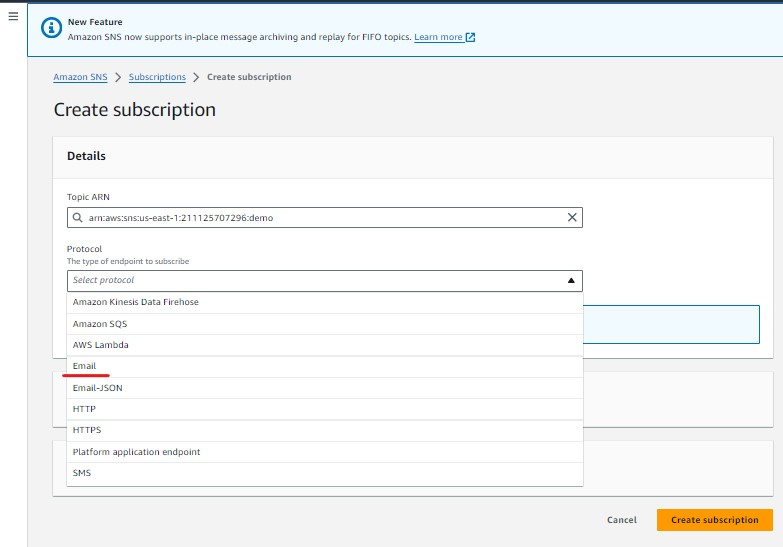 New Feature
Amazon SNS now supports in-place message archiving and replay for FIFO topics. Learn more
Amazon SNS > Subscriptions > Create subscription
Create subscription
Details
Topic ARN
arn:aws:sns:us-east-1:211125707296:demo
Protocol
The type of endpoint to subscribe
Select protocol
Amazon Kinesis Data Firehose
Amazon SQS
AWS Lambda
Email
Email-JSON
HTTP
HTTPS
Platform application endpoint
SMS
Cancel Create subscription